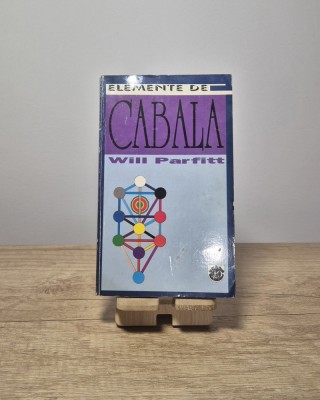 ELEMENTE DE
CABALA
Will Parfitt